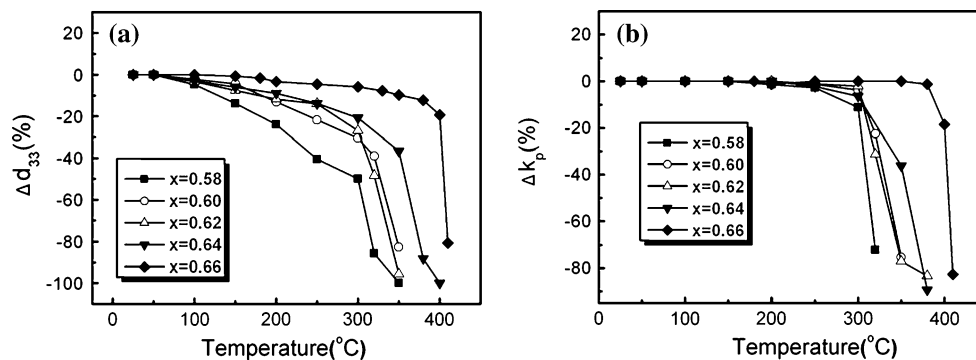 (a)
Δd33(%)
20
0
-20
-40
-60
-80
-100
x=0.58
x=0.60
x=0.62
x=0.64
x=0.66
0 100 200 300 400
Temperature(°C)
(b)
Δkp(%)
20
0
-20
-40
-60
-80
x=0.58
x=0.60
x=0.62
x=0.64
x=0.66
0 100 200 300 400
Temperature(°C)